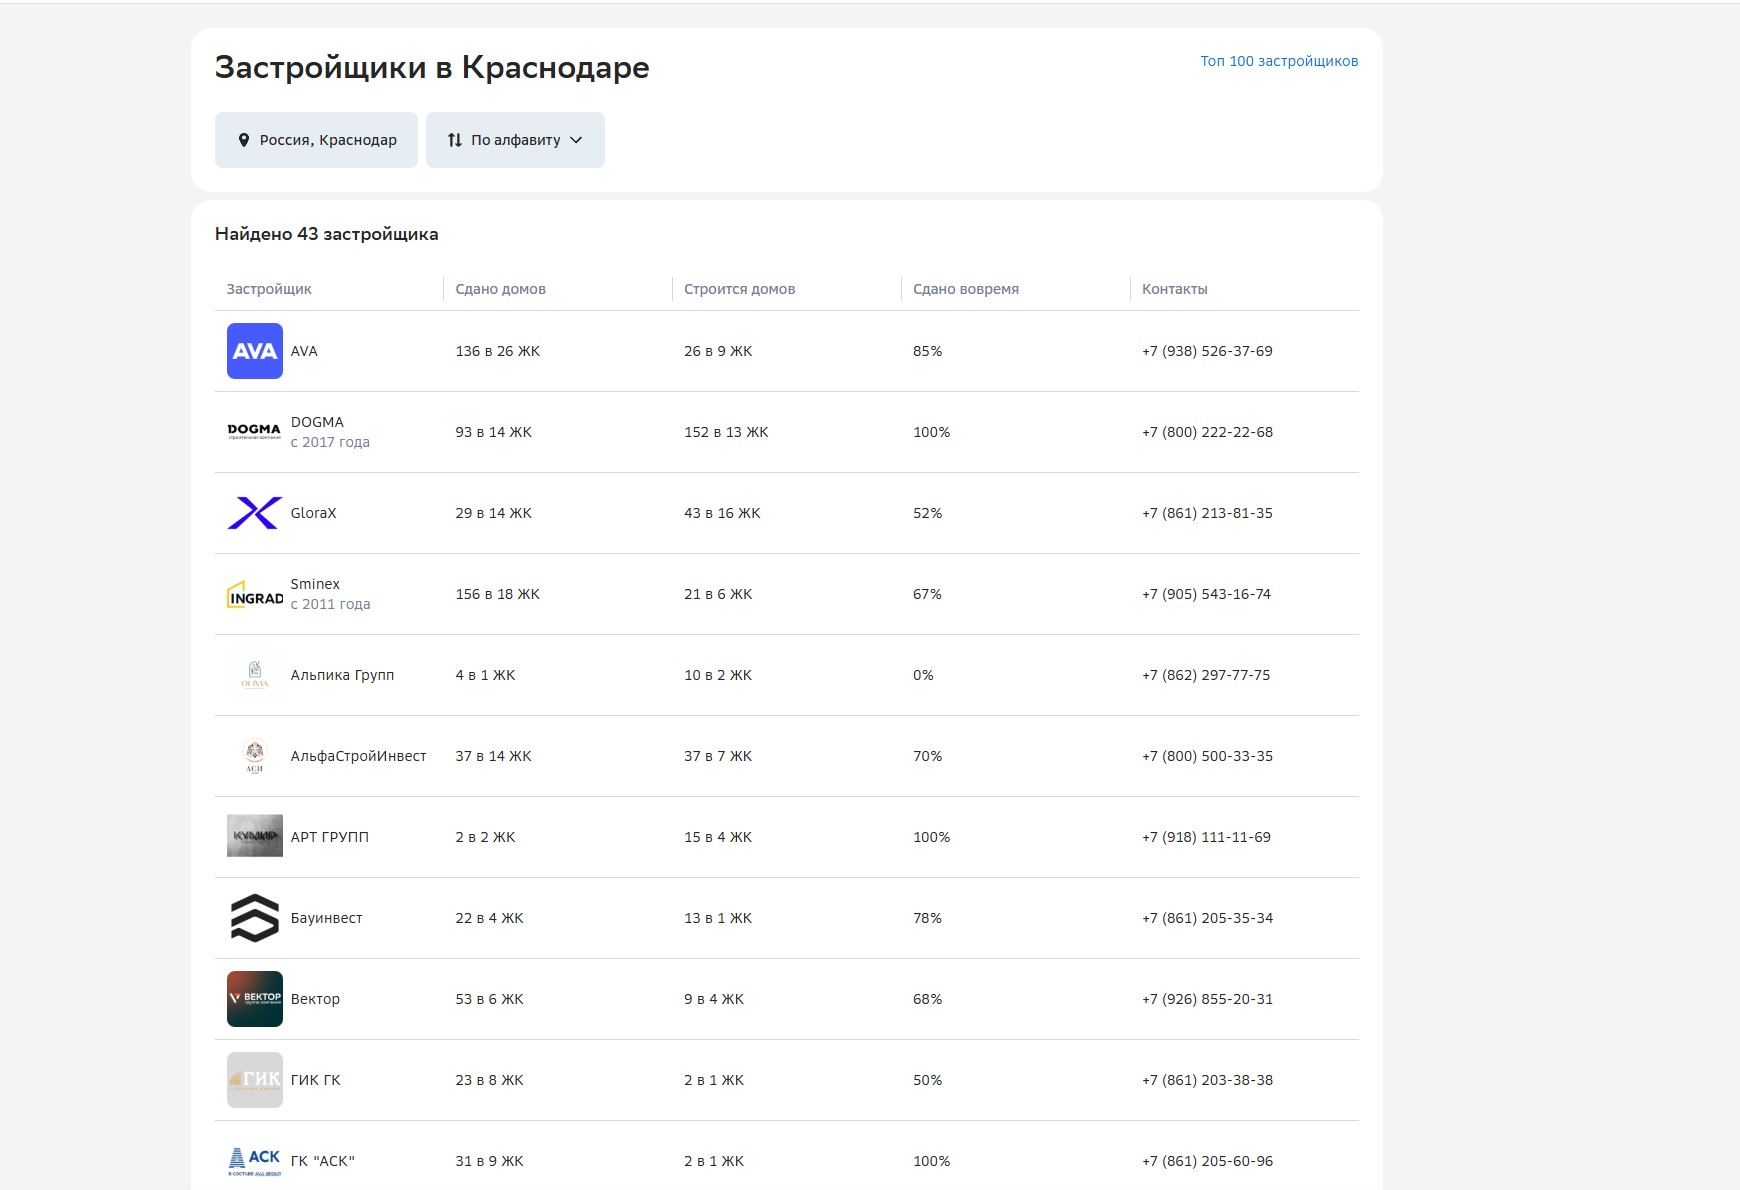 Застройщики в Краснодаре
Топ 100 застройщиков
Россия, Краснодар
По алфавиту
Найдено 43 застройщика
Застройщик Сдано домов Строится домов Сдано вовремя Контакты
AVA AVA 136 в 26 ЖК 26 в 9 ЖК 85% +7 (938) 526-37-69
DOGMA
строительная компания
DOGMA
с 2017 года
93 в 14 ЖК 152 в 13 ЖК 100% +7 (800) 222-22-68
GloraX 29 в 14 ЖК 43 в 16 ЖК 52% +7 (861) 213-81-35
INGRAD
Sminex
с 2011 года
156 в 18 ЖК 21 в 6 ЖК 67% +7 (905) 543-16-74
OLIVIA
Альпика Групп 4 в 1 ЖК 10 в 2 ЖК 0% +7 (862) 297-77-75
АСИ
АльфаСтройИнвест 37 в 14 ЖК 37 в 7 ЖК 70% +7 (800) 500-33-35
КУМИР
АРТ ГРУПП 2 в 2 ЖК 15 в 4 ЖК 100% +7 (918) 111-11-69
Бауинвест 22 в 4 ЖК 13 в 1 ЖК 78% +7 (861) 205-35-34
ВЕКТОР
Вектор 53 в 6 ЖК 9 в 4 ЖК 68% +7 (926) 855-20-31
ГИК
ГИК ГК 23 в 8 ЖК 2 в 1 ЖК 50% +7 (861) 203-38-38
АСК
В СОСТАВЕ AVA GROUP
ГК "АСК" 31 в 9 ЖК 2 в 1 ЖК 100% +7 (861) 205-60-96